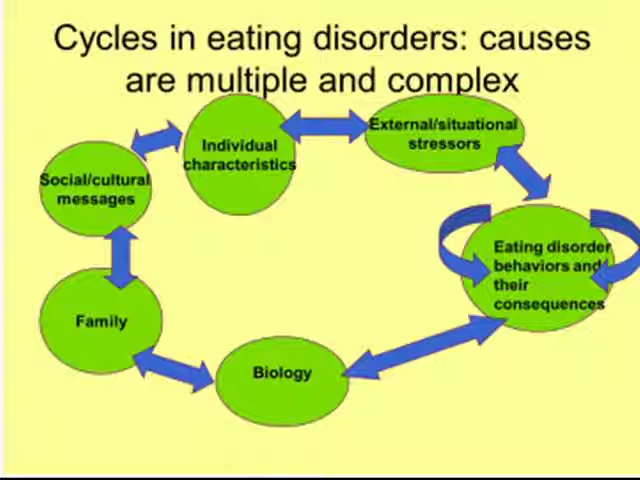 Cycles in eating disorders: causes
are multiple and complex
Individual
characteristics
External/situational
stressors
Social/cultural
messages
Eating disorder
behaviors and
their
consequences
Family
Biology